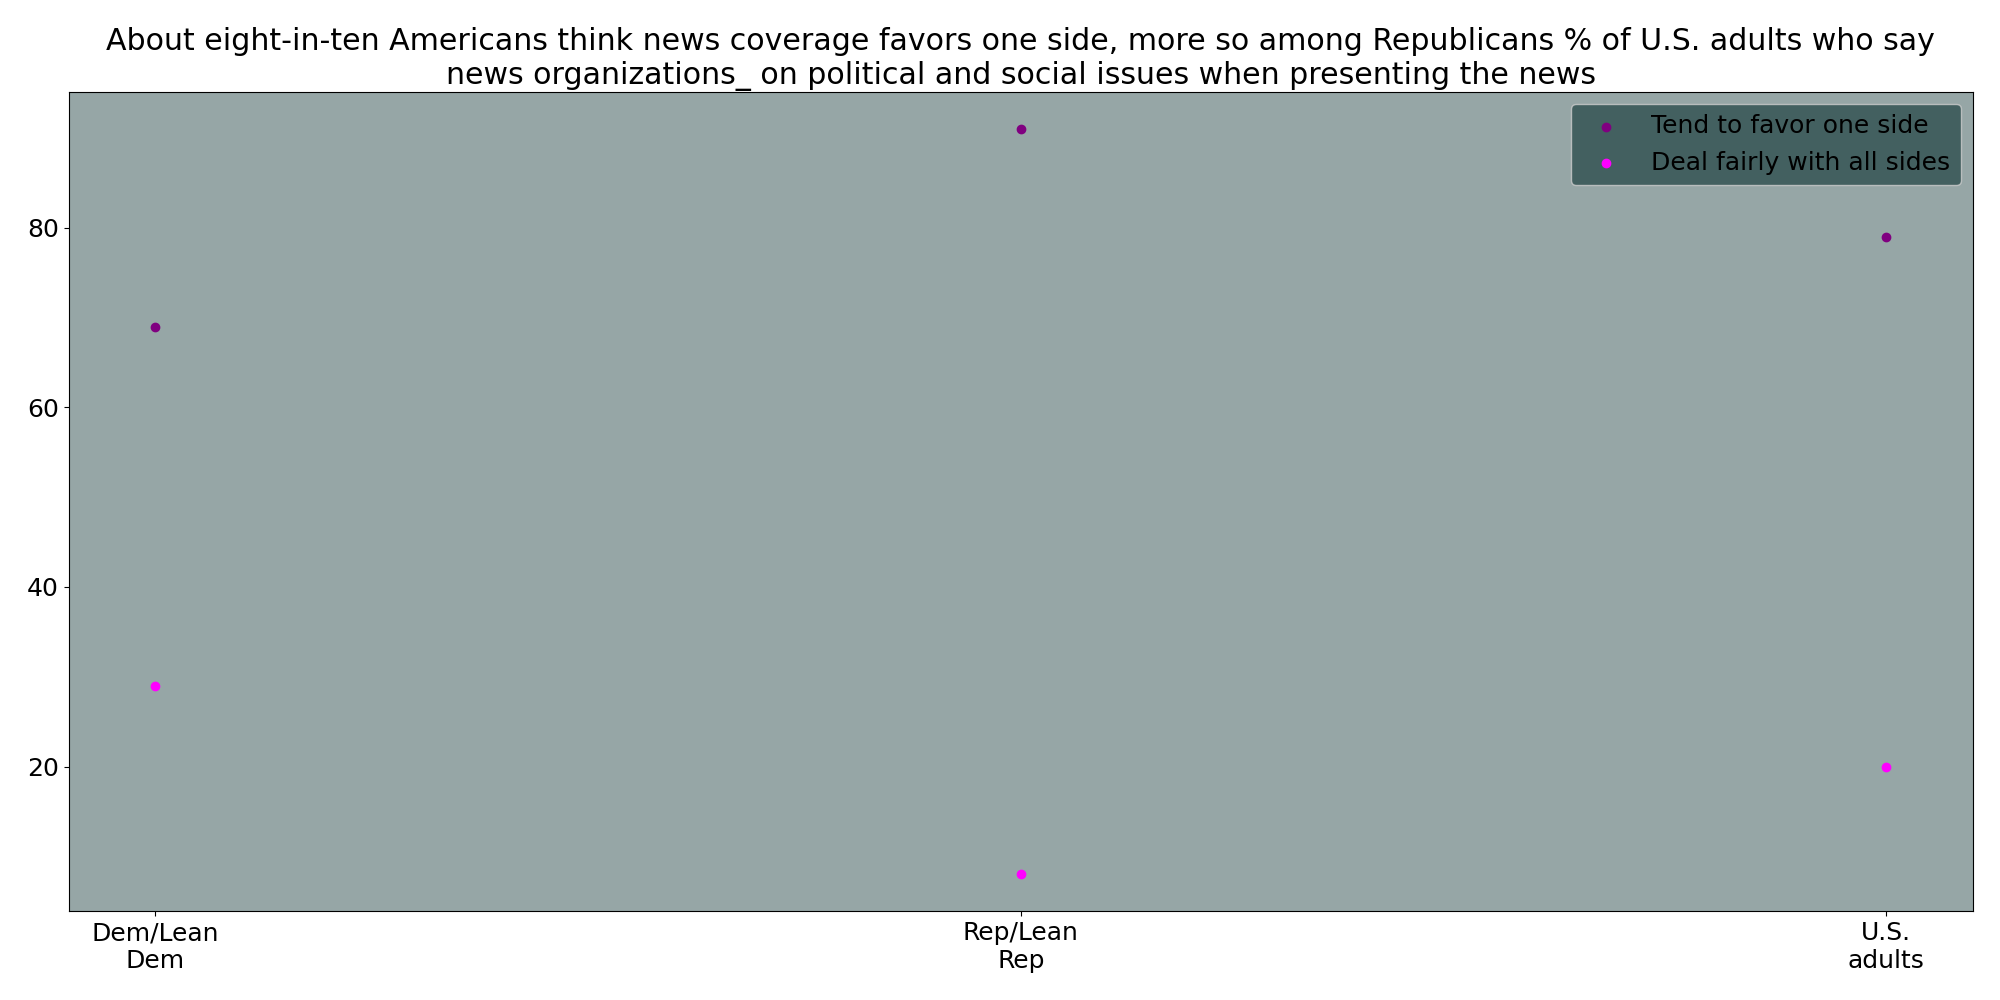 About eight-in-ten Americans think news coverage favors one side, more so among Republicans % of U.S. adults who say
news organizations_ on political and social issues when presenting the news
Tend to favor one side
Deal fairly with all sides
80
60
40
20
Dem/Lean
Dem
Rep/Lean
Rep
U.S.
adults